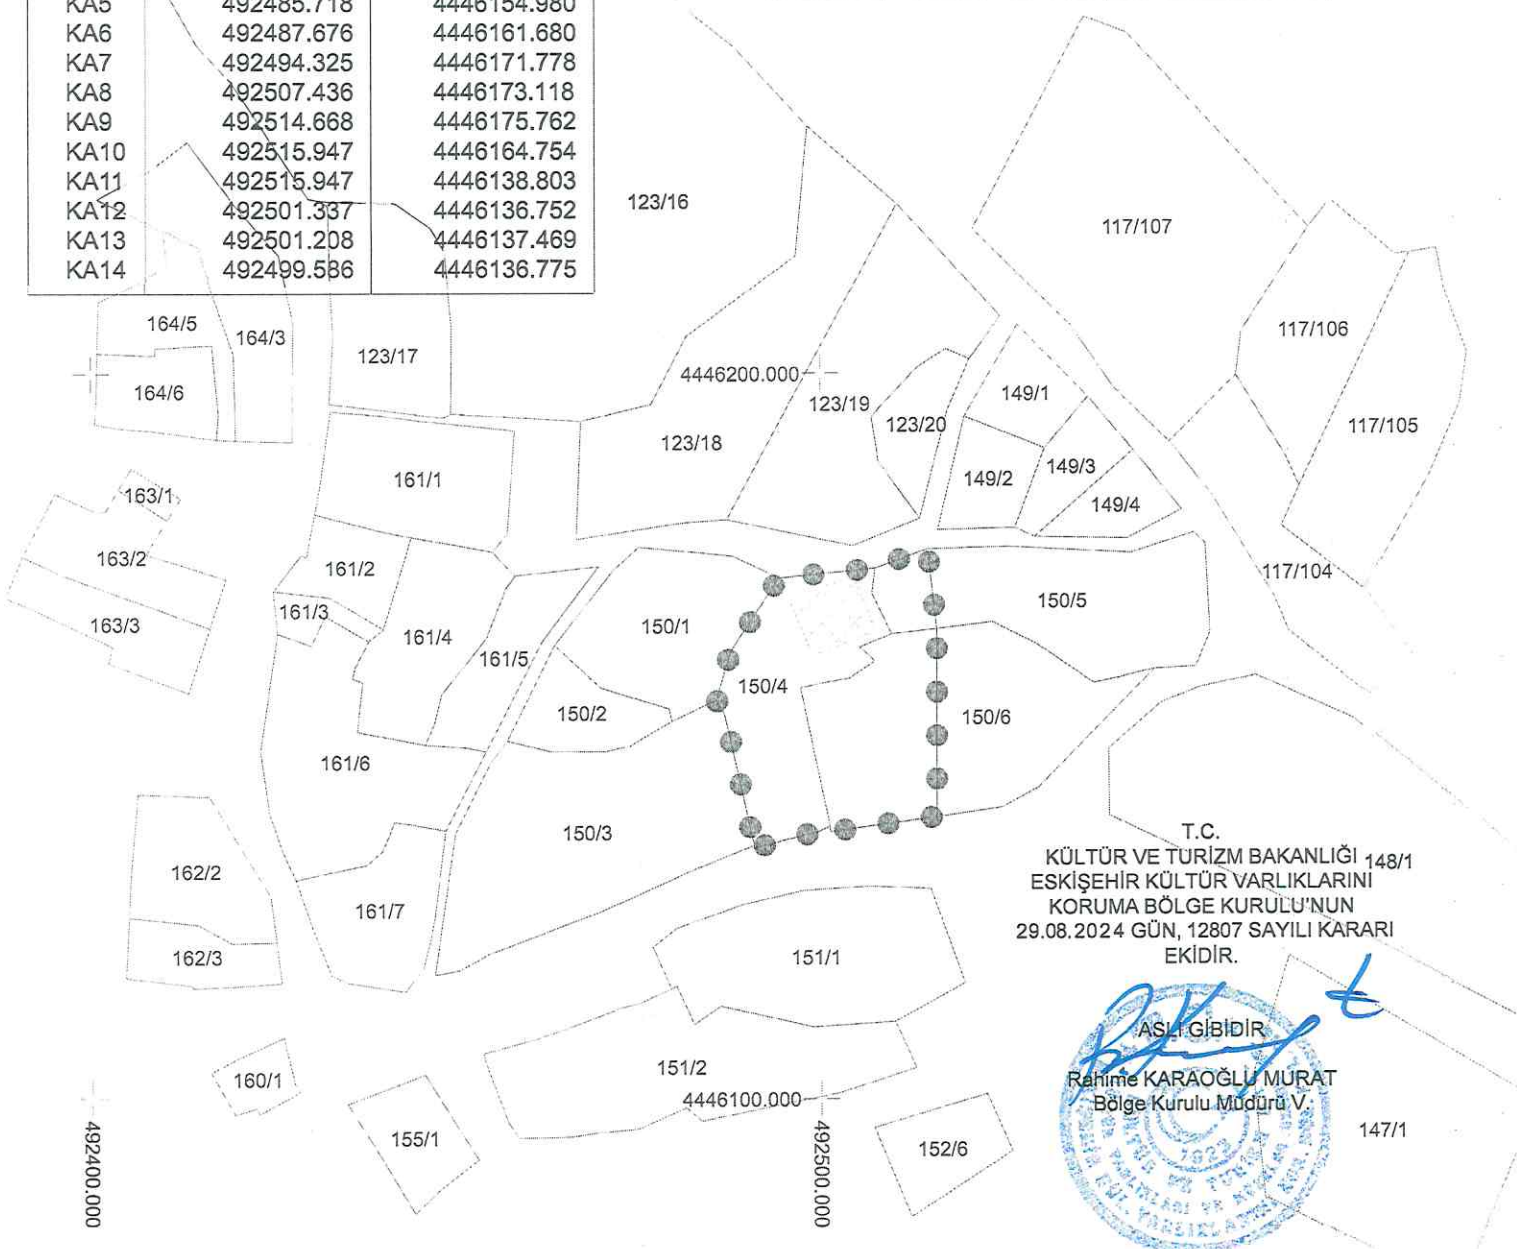 KA5 492485.718 4446154.980
KA6 492487.676 4446161.680
KA7 492494.325 4446171.778
KA8 492507.436 4446173.118
KA9 492514.668 4446175.762
KA10 492515.947 4446164.754
KA11 492515.947 4446138.803
KA12 492501.337 4446136.752
KA13 492501.208 4446137.469
KA14 492499.586 4446136.775
123/16
117/107
164/5
164/3
123/17
117/106
4446200.000
164/6
123/19
149/1
123/20
117/105
123/18
161/1
149/2
149/3
149/4
163/1
163/2
161/2
117/104
161/3
163/3
161/4
150/1
150/5
161/5
150/4
150/2
150/6
161/6
150/3
162/2
161/7
162/3
T.C.
KÜLTÜR VE TURİZM BAKANLIĞI 148/1
ESKİŞEHİR KÜLTÜR VARLIKLARINI
KORUMA BÖLGE KURULU'NUN
29.08.2024 GÜN, 12807 SAYILI KARARI
EKİDİR.
151/1
ASLI GİBİDİR
Rahime KARAOĞLU MURAT
Bölge Kurulu Müdürü V.
151/2
160/1
4446100.000
155/1
152/6
147/1
492400.000
492500.000
1923